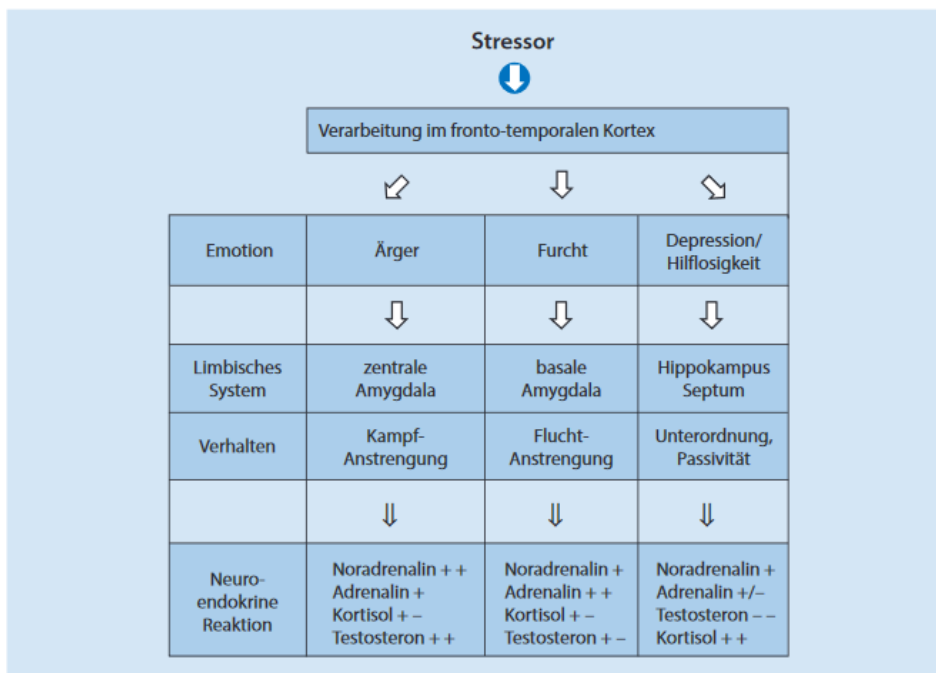 Stressor
Verarbeitung im fronto-temporalen Kortex
Emotion
Ärger
Furcht
Depression/
Hilflosigkeit
Limbisches
System
zentrale
Amygdala
basale
Amygdala
Hippokampus
Septum
Verhalten
Kampf-
Anstrengung
Flucht-
Anstrengung
Unterordnung,
Passivität
Neuro-
endokrine
Reaktion
Noradrenalin + +
Adrenalin +
Kortisol + –
Testosteron + +
Noradrenalin +
Adrenalin + +
Kortisol + –
Testosteron + –
Noradrenalin +
Adrenalin +/–
Testosteron – –
Kortisol + +